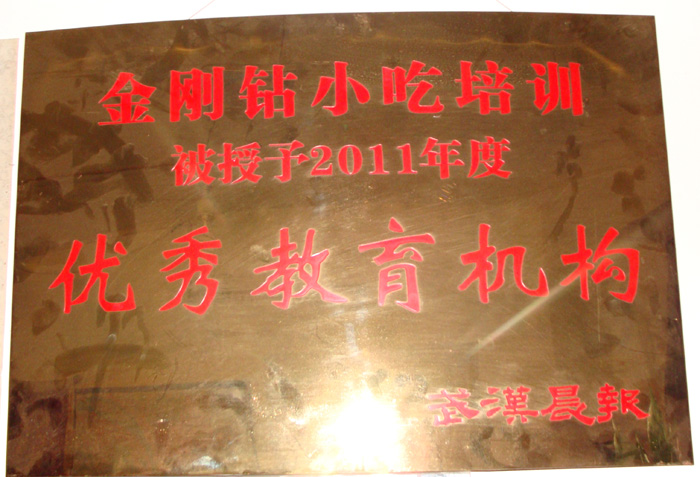 金刚钻小吃培训
被授予2011年度
优秀教育机构
武漢晨報